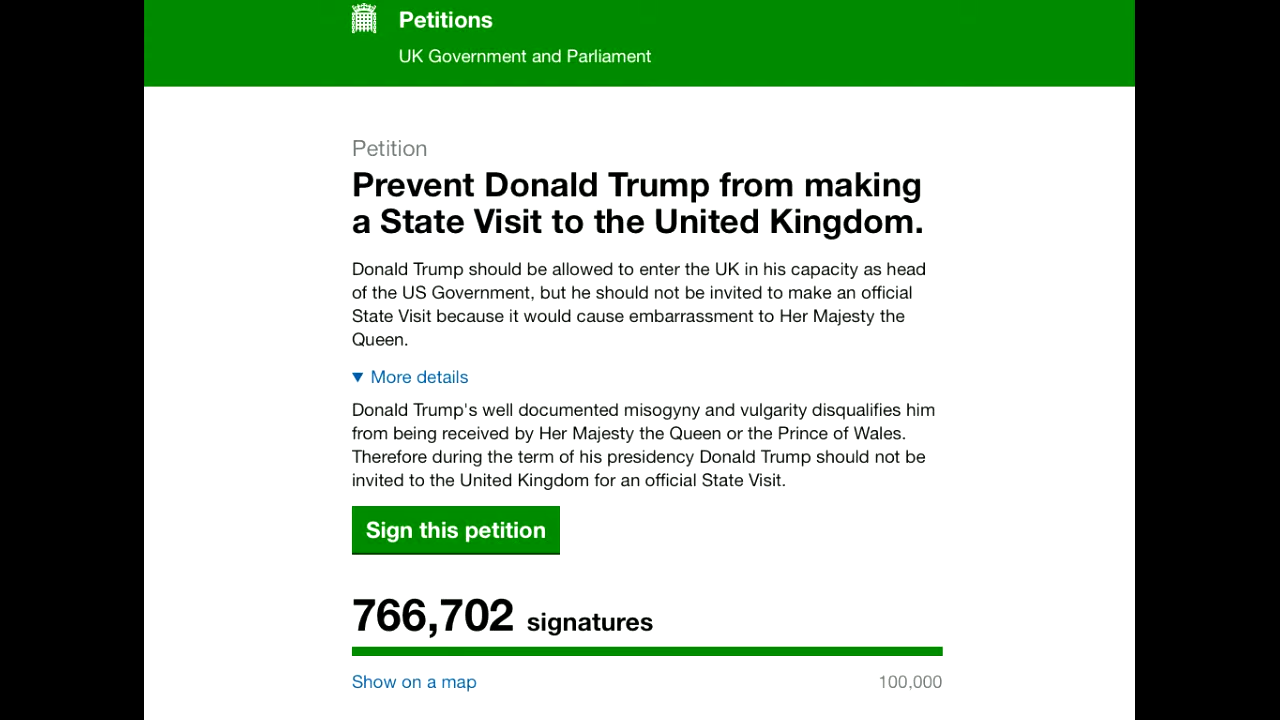 Petitions
UK Government and Parliament
Petition
Prevent Donald Trump from making
a State Visit to the United Kingdom.
Donald Trump should be allowed to enter the UK in his capacity as head
of the US Government, but he should not be invited to make an official
State Visit because it would cause embarrassment to Her Majesty the
Queen.
▼ More details
Donald Trump's well documented misogyny and vulgarity disqualifies him
from being received by Her Majesty the Queen or the Prince of Wales.
Therefore during the term of his presidency Donald Trump should not be
invited to the United Kingdom for an official State Visit.
Sign this petition
766,702 signatures
Show on a map 100,000